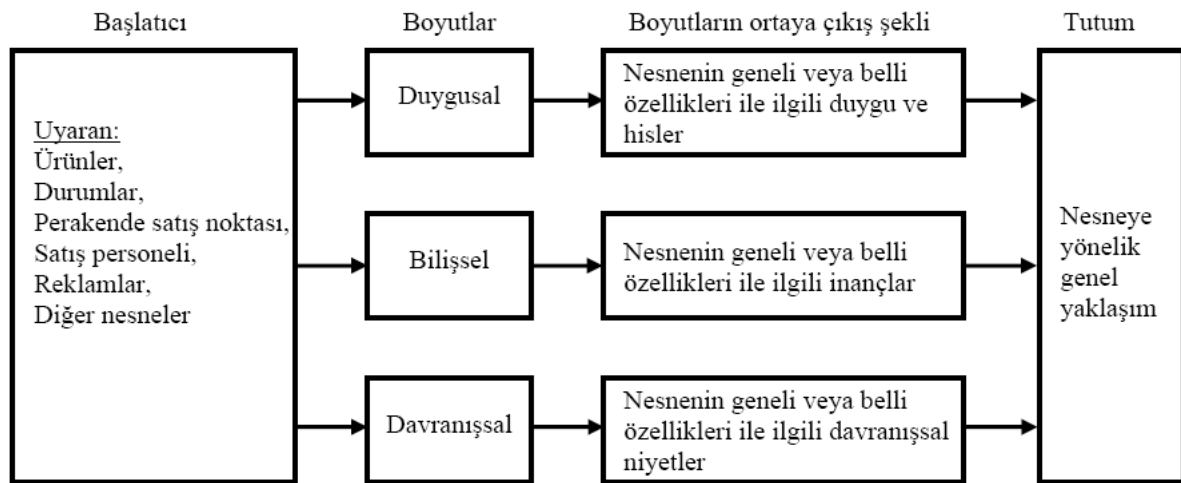 Başlatıcı
Boyutlar
Boyutların ortaya çıkış şekli
Tutum
Uyaran:
Ürünler,
Durumlar,
Perakende satış noktası,
Satış personeli,
Reklamlar,
Diğer nesneler
Duygusal
Nesnenin geneli veya belli
özellikleri ile ilgili duygu ve
hisler
Bilişsel
Nesnenin geneli veya belli
özellikleri ile ilgili inançlar
Davranışsal
Nesnenin geneli veya belli
özellikleri ile ilgili davranışsal
niyetler
Nesneye
yönelik
genel
yaklaşım